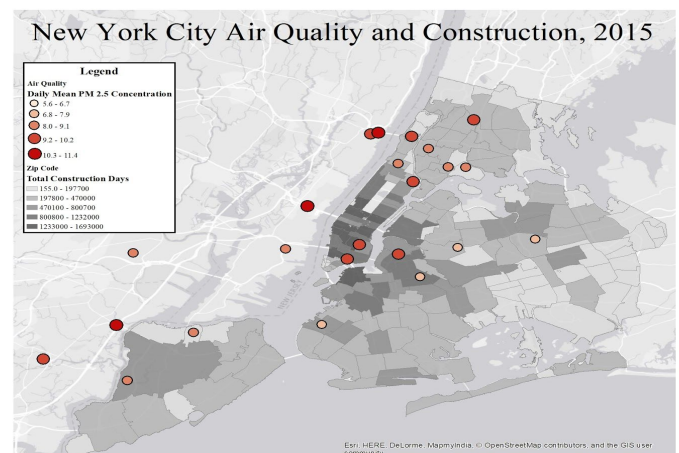 New York City Air Quality and Construction, 2015
Legend
Air Quality
Daily Mean PM 2.5 Concentration
5.6 - 6.7
6.8 - 7.9
8.0 - 9.1
9.2 - 10.2
10.3 - 11.4
Zip Code
Total Construction Days
155.0 - 197700
197800 - 470000
470100 - 800700
800800 - 1232000
1233000 - 1693000
Esri, HERE, DeLorme, MapmyIndia, © OpenStreetMap contributors, and the GIS user
community